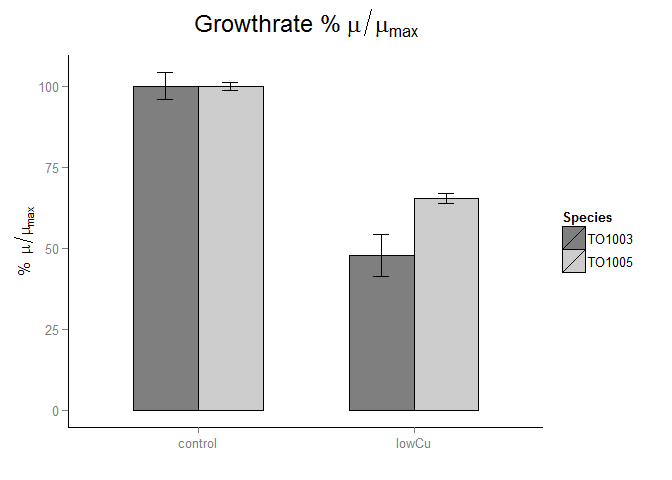 Growthrate % μ/μmax
100
75
50
25
0
% μ/μmax
control
lowCu
Species
TO1003
TO1005